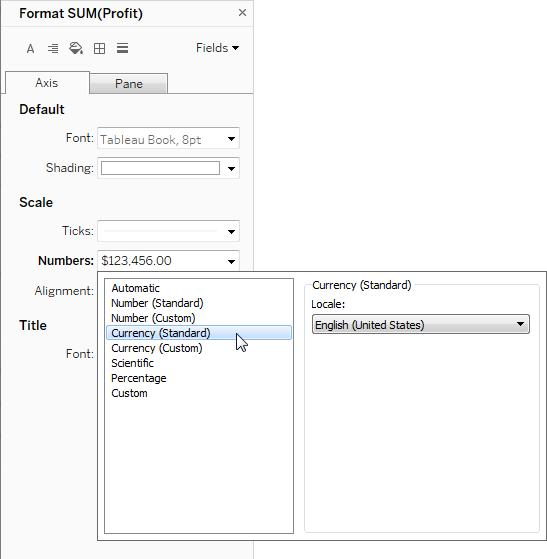 Format SUM(Profit)
A
Fields
Axis
Pane
Default
Font:
Tableau Book, 8pt
Shading:
Scale
Ticks:
Numbers:
$123,456.00
Alignment:
Title
Font:
Automatic
Number (Standard)
Number (Custom)
Currency (Standard)
Currency (Custom)
Scientific
Percentage
Custom
Currency (Standard)
Locale:
English (United States)